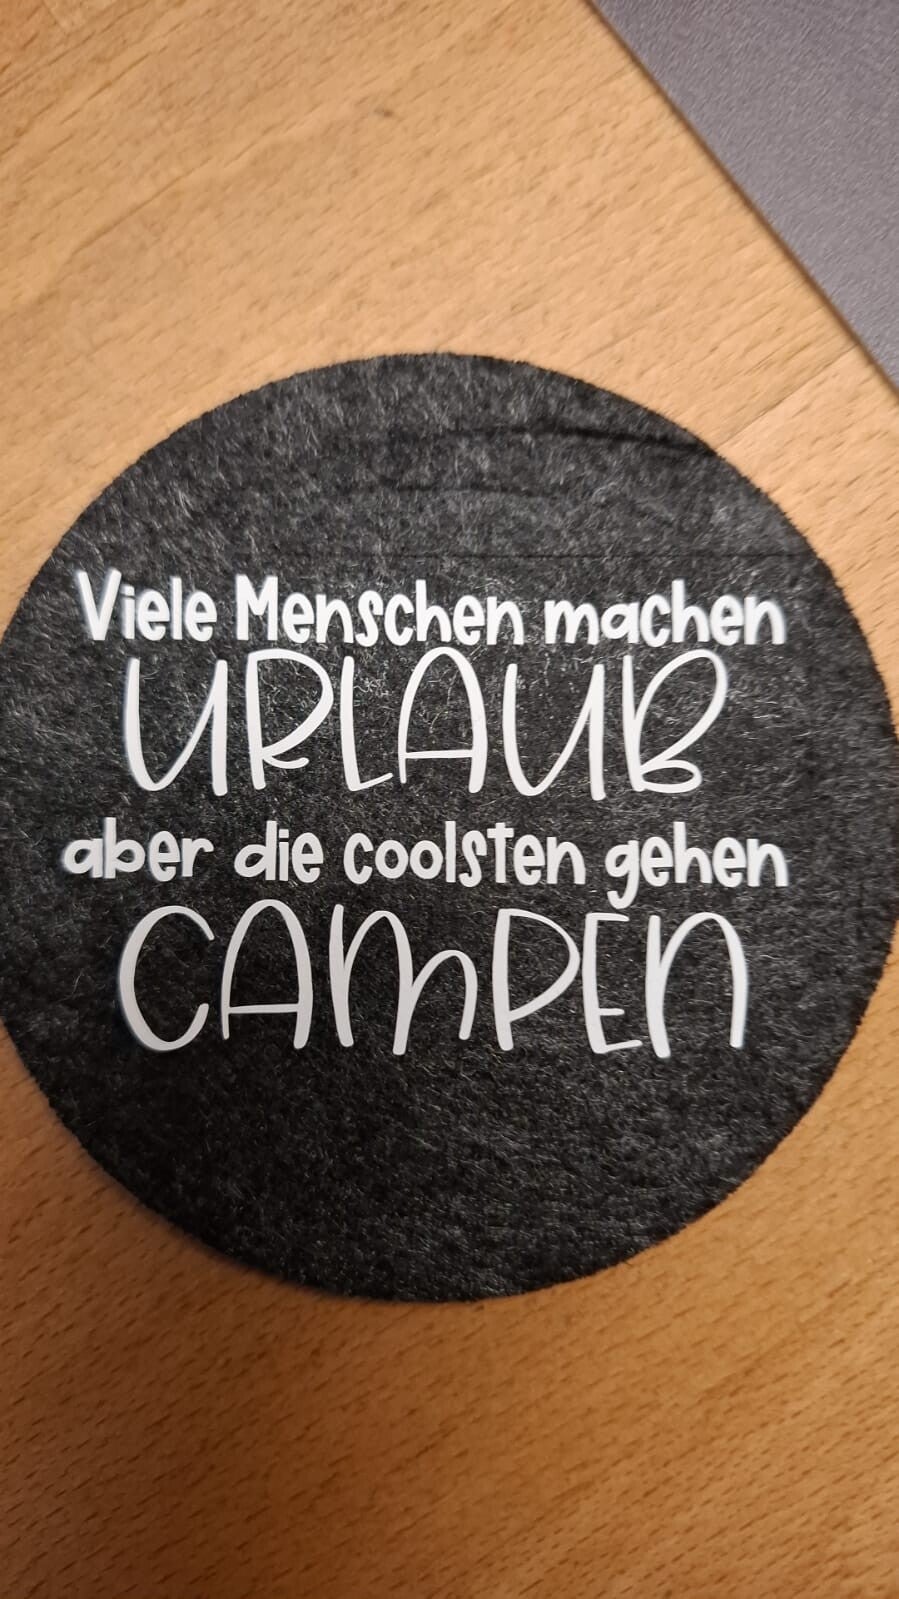 Viele Menschen machen
URLAUB
aber die coolsten gehen
CAMPEN